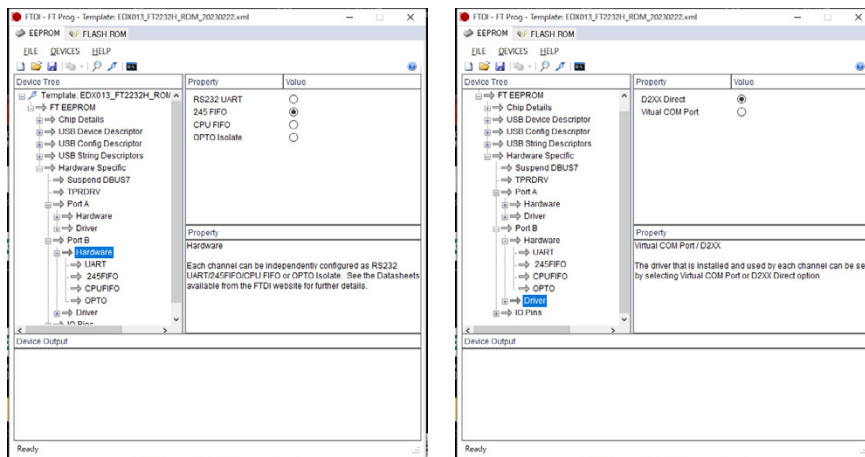 FTDI - FT Prog - Template: EDX013_FT2232H_ROM_20230222.xml
EEPROM FLASH ROM
FILE DEVICES HELP
Device Tree
Template: EDX013_FT2232H_ROM
FT EEPROM
Chip Details
USB Device Descriptor
USB Config Descriptor
USB String Descriptors
Hardware Specific
Suspend DBUS7
TPRDRV
Port A
Hardware
Driver
Port B
Hardware
UART
245FIFO
CPUFIFO
OPTO
Driver
IO Pins
Property Value
RS232 UART
245 FIFO
CPU FIFO
OPTO Isolate
Property
Hardware
Each channel can be independently configured as RS232
UART/245FIFO/CPU FIFO or OPTO Isolate. See the Datasheets
available from the FTDI website for further details.
Device Output
Ready
FTDI - FT Prog - Template: EDX013_FT2232H_ROM_20230222.xml
EEPROM FLASH ROM
FILE DEVICES HELP
Device Tree
FT EEPROM
Chip Details
USB Device Descriptor
USB Config Descriptor
USB String Descriptors
Hardware Specific
Suspend DBUS7
TPRDRV
Port A
Hardware
Driver
Port B
Hardware
UART
245FIFO
CPUFIFO
OPTO
Driver
IO Pins
Property Value
D2XX Direct
Vitual COM Port
Property
Virtual COM Port / D2XX
The driver that is installed and used by each channel can be se
by selecting Virtual COM Port or D2XX Direct option.
Device Output
Ready